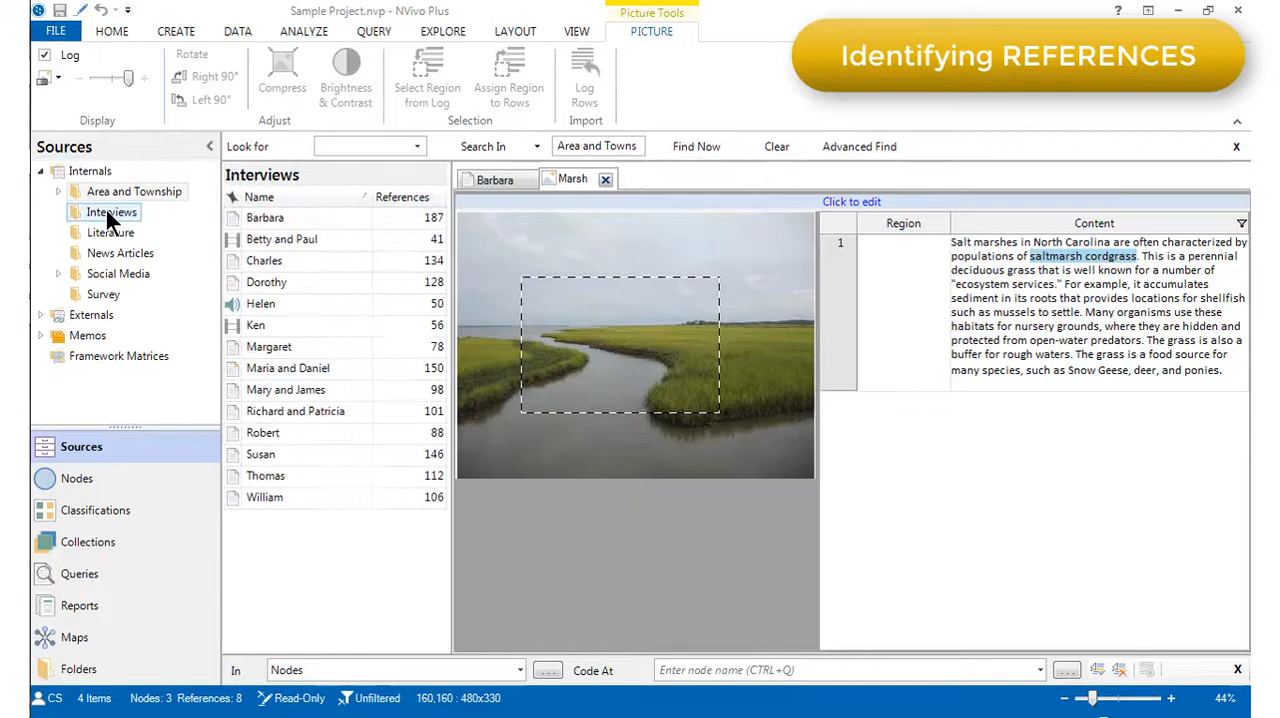 Sample Project.nvp - NVivo Plus
Picture Tools
?
FILE HOME CREATE DATA ANALYZE QUERY EXPLORE LAYOUT VIEW PICTURE
Identifying REFERENCES
Log
Rotate
Right 90°
Left 90°
Compress
Brightness & Contrast
Select Region from Log
Assign Region to Rows
Log Rows
Display Adjust Selection Import
Sources
Look for Search In Area and Towns Find Now Clear Advanced Find x
Internals
Area and Township
Interviews
Literature
News Articles
Social Media
Survey
Externals
Memos
Framework Matrices
Sources
Nodes
Classifications
Collections
Queries
Reports
Maps
Folders
Interviews
Name References
Barbara 187
Betty and Paul 41
Charles 134
Dorothy 128
Helen 50
Ken 56
Margaret 78
Maria and Daniel 150
Mary and James 98
Richard and Patricia 101
Robert 88
Susan 146
Thomas 112
William 106
Barbara Marsh
Click to edit
Region Content
1
Salt marshes in North Carolina are often characterized by
populations of saltmarsh cordgrass. This is a perennial
deciduous grass that is well known for a number of
"ecosystem services." For example, it accumulates
sediment in its roots that provides locations for shellfish
such as mussels to settle. Many organisms use these
habitats for nursery grounds, where they are hidden and
protected from open-water predators. The grass is also a
buffer for rough waters. The grass is a food source for
many species, such as Snow Geese, deer, and ponies.
In Nodes ... Code At Enter node name (CTRL+Q) ... x
CS 4 Items Nodes: 3 References: 8 Read-Only Unfiltered 160,160 : 480x330 44%